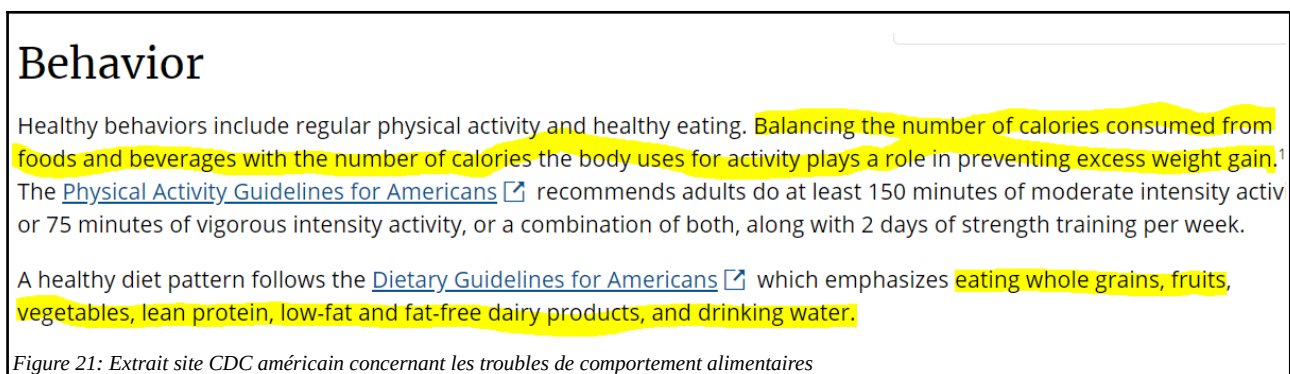 Behavior
Healthy behaviors include regular physical activity and healthy eating. Balancing the number of calories consumed from
foods and beverages with the number of calories the body uses for activity plays a role in preventing excess weight gain.¹
The Physical Activity Guidelines for Americans recommends adults do at least 150 minutes of moderate intensity activ
or 75 minutes of vigorous intensity activity, or a combination of both, along with 2 days of strength training per week.
A healthy diet pattern follows the Dietary Guidelines for Americans which emphasizes eating whole grains, fruits,
vegetables, lean protein, low-fat and fat-free dairy products, and drinking water.
Figure 21: Extrait site CDC américain concernant les troubles de comportement alimentaires